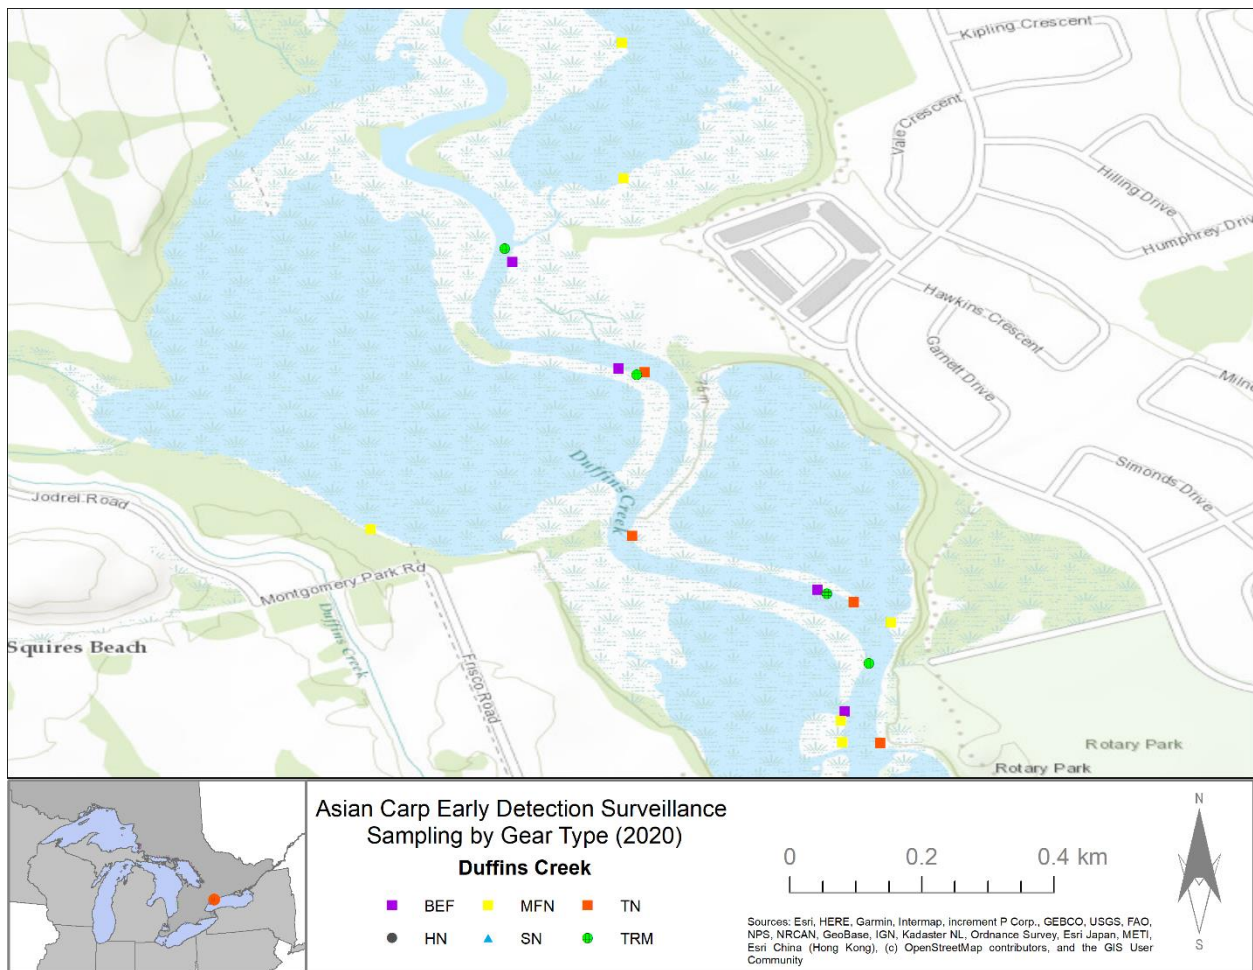 Kipling Crescent
Vale Crescent
Hilling Drive
Humphrey Driv
Hawkins Crescent
Garnett Drive
Milne
76 m
Duffins Creek
Simonds Drive
Jodrel Road
Montgomery Park Rd
Duffins Creek
Squires Beach
Frisco Road
Rotary Park
Rotary Park
Asian Carp Early Detection Surveillance
Sampling by Gear Type (2020)
Duffins Creek
BEF MFN TN
HN SN TRM
0 0.2 0.4 km
N
S
Sources: Esri, HERE, Garmin, Intermap, increment P Corp., GEBCO, USGS, FAO,
NPS, NRCAN, GeoBase, IGN, Kadaster NL, Ordnance Survey, Esri Japan, METI,
Esri China (Hong Kong), (c) OpenStreetMap contributors, and the GIS User
Community